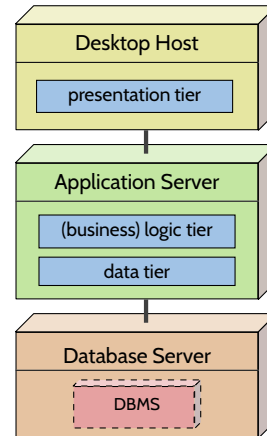 Desktop Host
presentation tier
Application Server
(business) logic tier
data tier
Database Server
DBMS